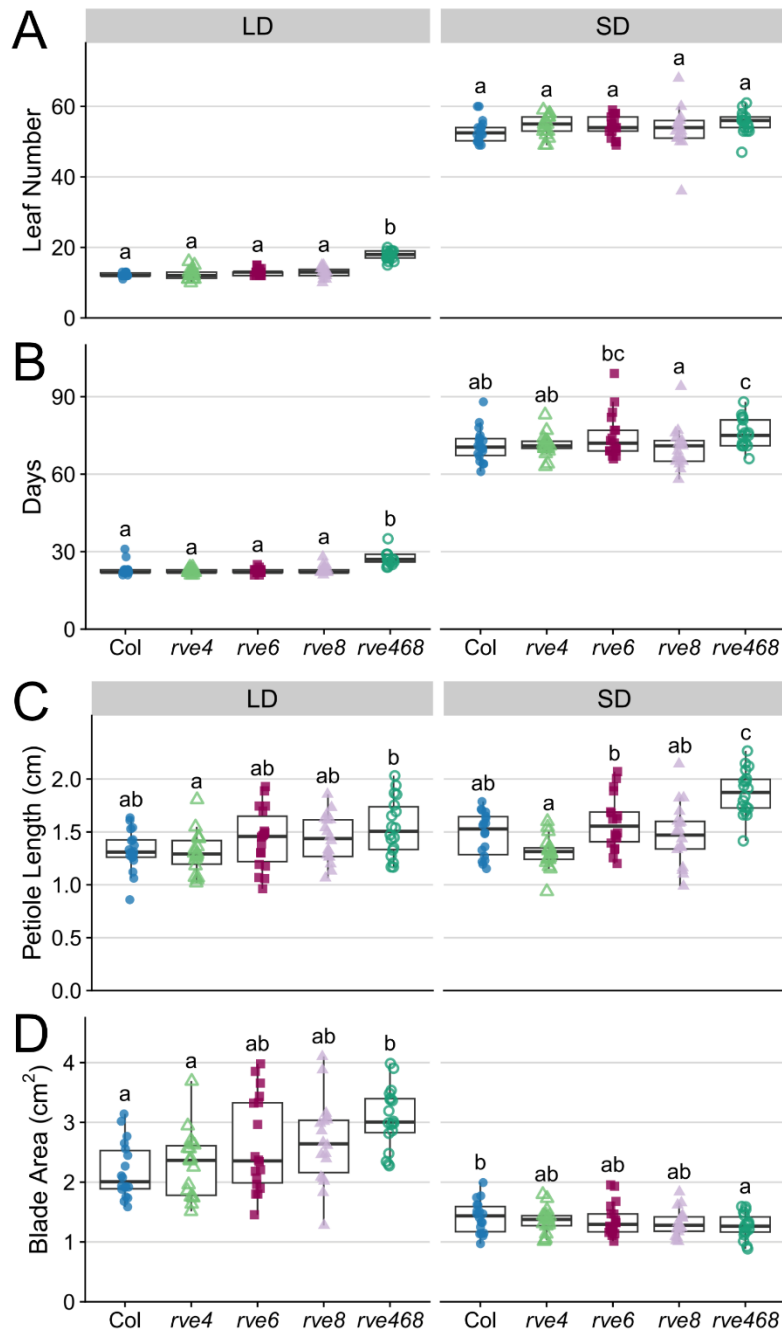 A
LD SD
Leaf Number
60
40
20
0
a a a a b
a a a a a
B
Days
90
60
30
0
a a a a b
ab ab bc a c
Col rve4 rve6 rve8 rve468
Col rve4 rve6 rve8 rve468
C
LD SD
Petiole Length (cm)
2.0
1.5
1.0
0.5
0.0
ab a ab ab b
ab a b ab c
D
Blade Area (cm²)
4
3
2
1
0
a a ab ab b
b ab ab ab a
Col rve4 rve6 rve8 rve468
Col rve4 rve6 rve8 rve468